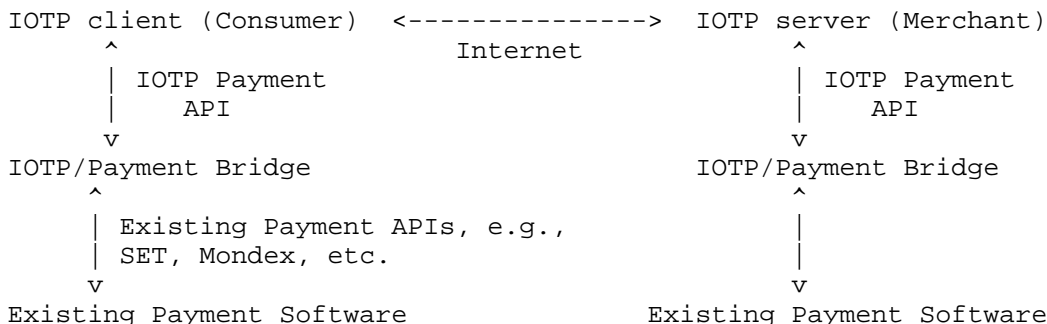 IOTP client (Consumer)  <--------------->  IOTP server (Merchant)
      ^                     Internet             ^
      | IOTP Payment                             | IOTP Payment
      |    API                                   |    API
      v                                          v
IOTP/Payment Bridge                        IOTP/Payment Bridge
     ^                                           ^
     | Existing Payment APIs, e.g.,              |
     | SET, Mondex, etc.                         |
     v                                           v
Existing Payment Software               Existing Payment Software